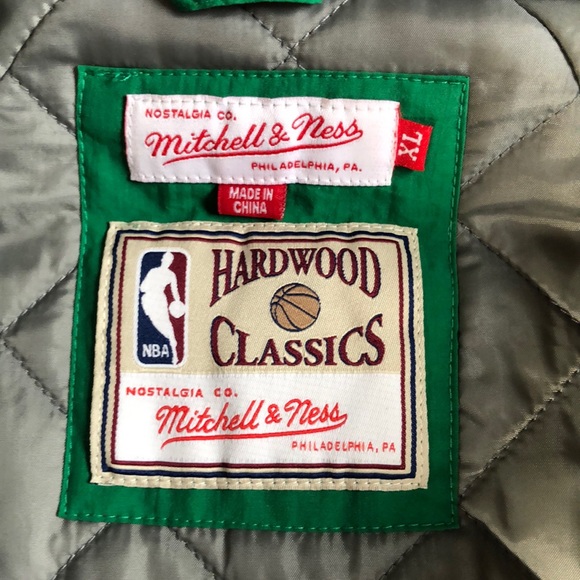 NOSTALGIA CO.
Mitchell & Ness
PHILADELPHIA, PA.
XL
MADE IN
CHINA
HARDWOOD
CLASSICS
NBA
NOSTALGIA CO.
Mitchell & Ness
PHILADELPHIA, PA